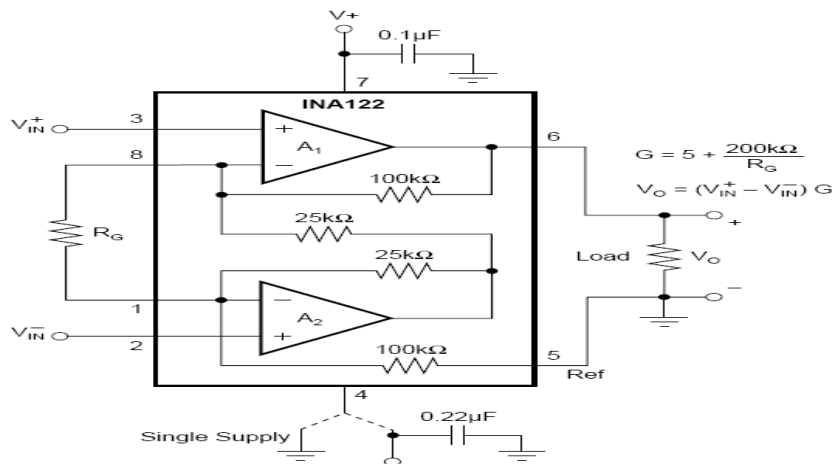 V+
0.1µF
7
INA122
V+IN
3
+
A1
−
6
8
100kΩ
G = 5 + 200kΩ / RG
VO = (V+IN − V−IN) G
25kΩ
+
RG
25kΩ
Load
VO
−
1
−
A2
+
V−IN
2
100kΩ
5
Ref
4
0.22µF
Single Supply